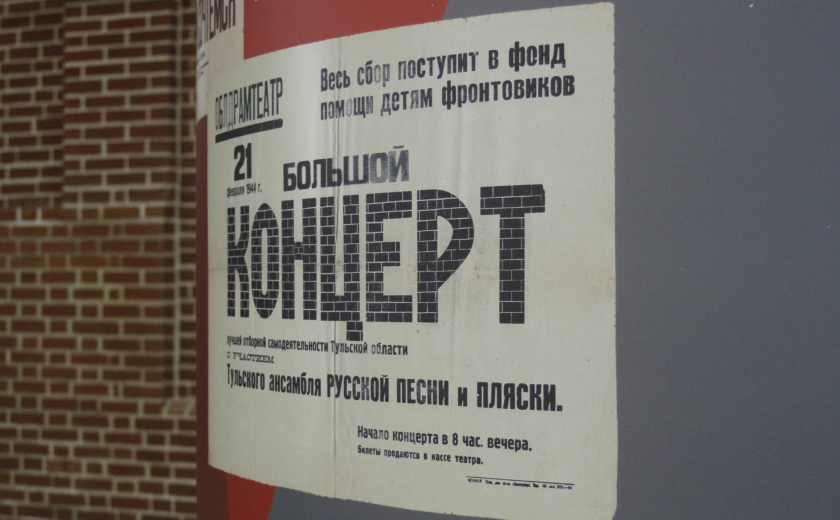 ОБЛДРАМТЕАТР
Весь сбор поступит в фонд
помощи детям фронтовиков
21
февраля 1944 г.
БОЛЬШОЙ
КОНЦЕРТ
лучшей отборной самодеятельности Тульской области
с участием
Тульского ансамбля РУССКОЙ ПЕСНИ и ПЛЯСКИ.
Начало концерта в 8 час. вечера.
Билеты продаются в кассе театра.